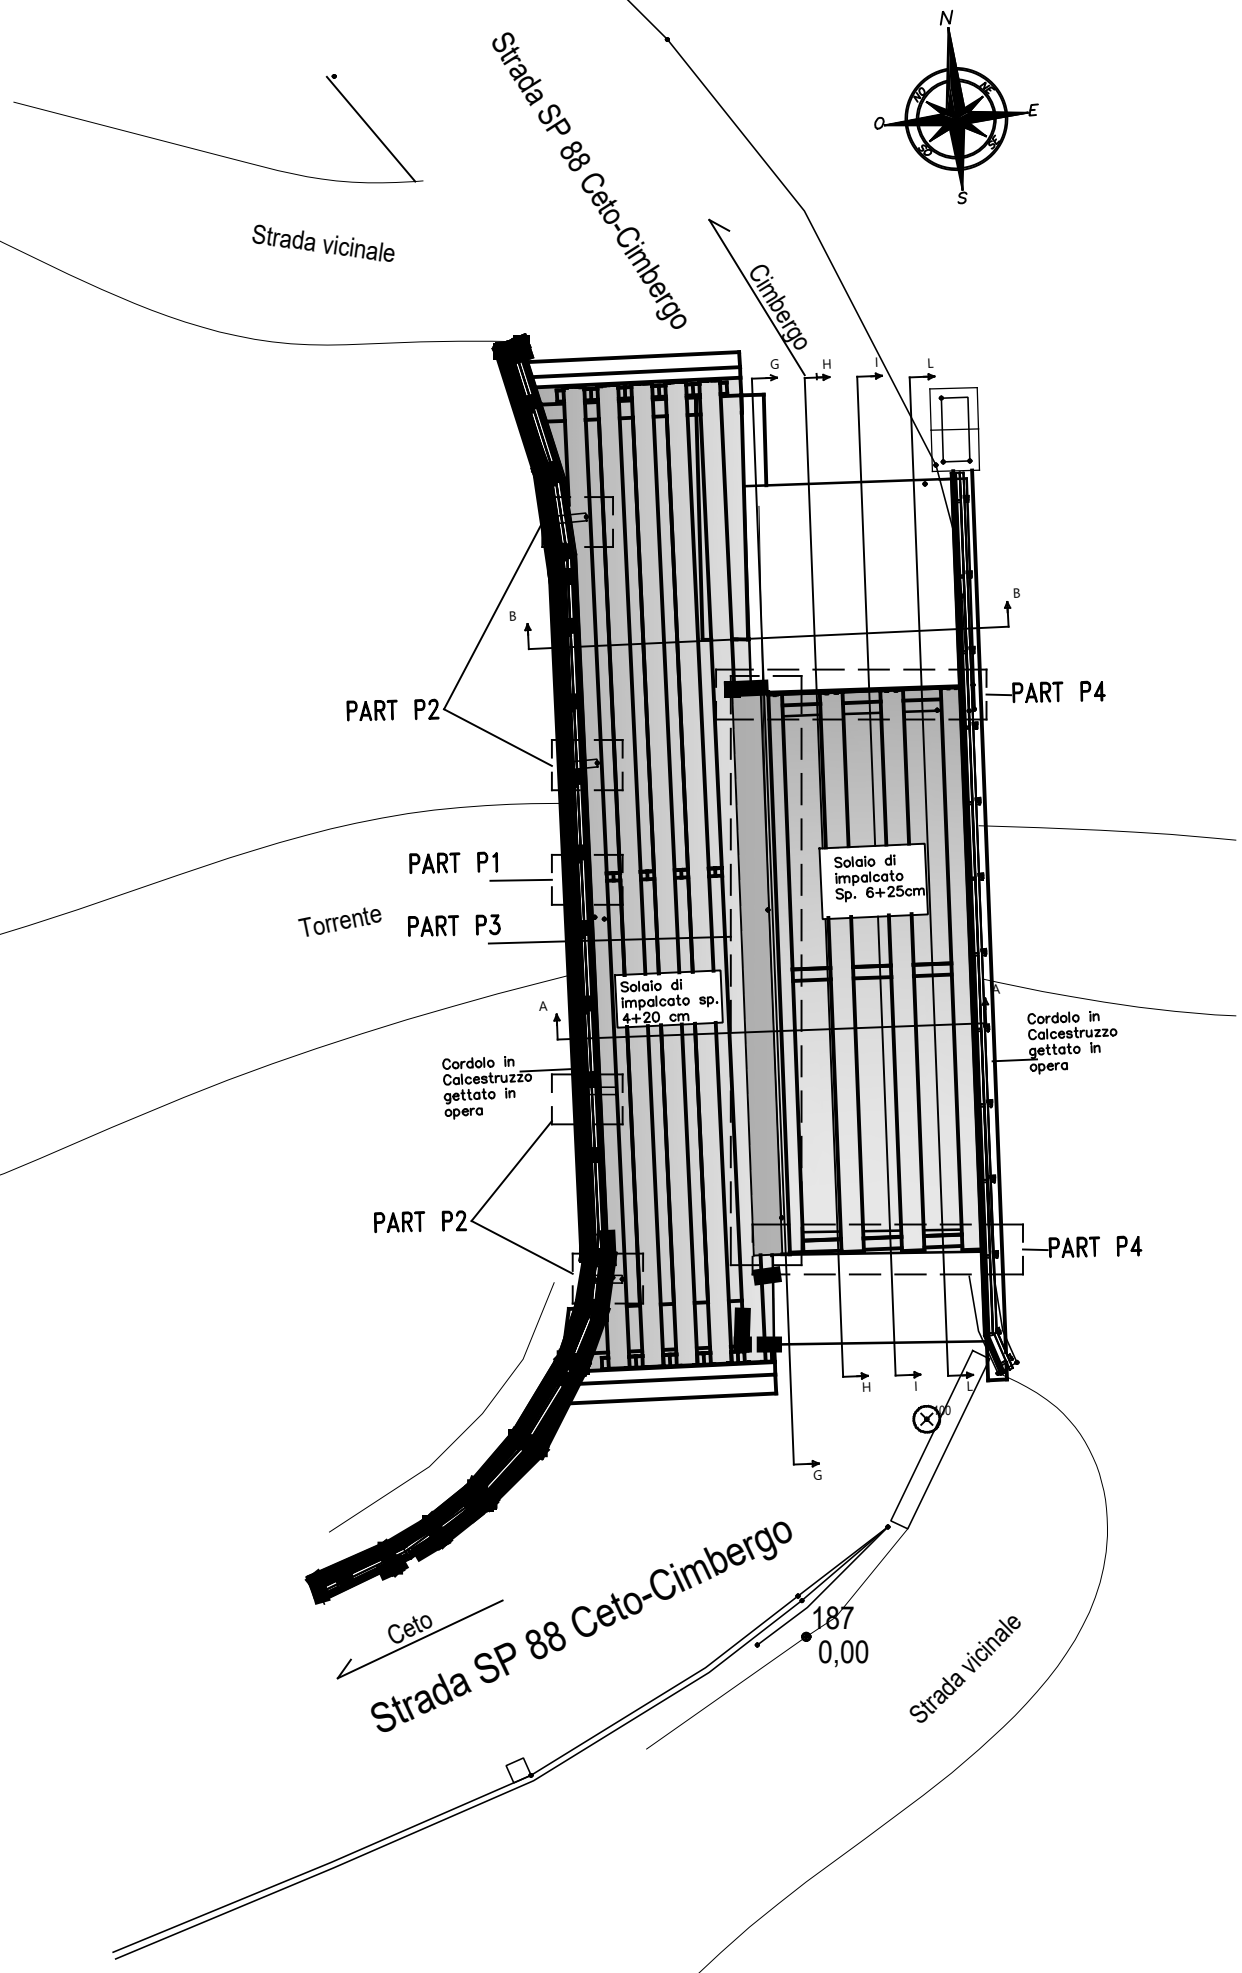 N
NO
NE
O
E
SO
SE
S
Strada SP 88 Ceto-Cimbergo
Strada vicinale
Cimbergo
G
H
I
L
B
B
PART P2
PART P4
PART P1
Solaio di
impalcato
Sp. 6+25cm
Torrente
PART P3
Solaio di
impalcato sp.
4+20 cm
A
A
Cordolo in
Calcestruzzo
gettato in
opera
Cordolo in
Calcestruzzo
gettato in
opera
PART P2
PART P4
H
I
L
100
G
Ceto
Strada SP 88 Ceto-Cimbergo
187
0,00
Strada vicinale